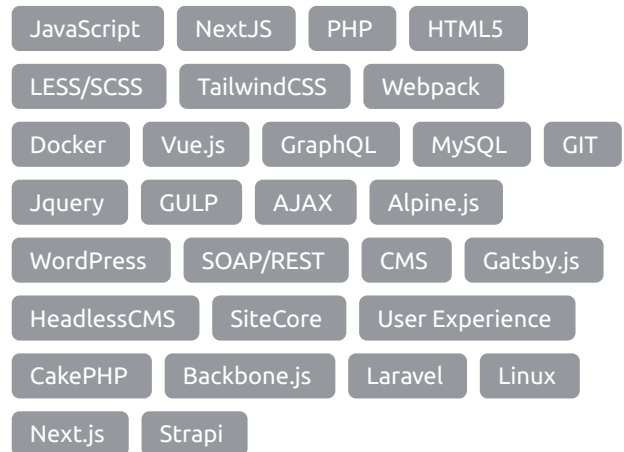 JavaScript NextJS PHP HTML5
LESS/SCSS TailwindCSS Webpack
Docker Vue.js GraphQL MySQL GIT
Jquery GULP AJAX Alpine.js
WordPress SOAP/REST CMS Gatsby.js
HeadlessCMS SiteCore User Experience
CakePHP Backbone.js Laravel Linux
Next.js Strapi